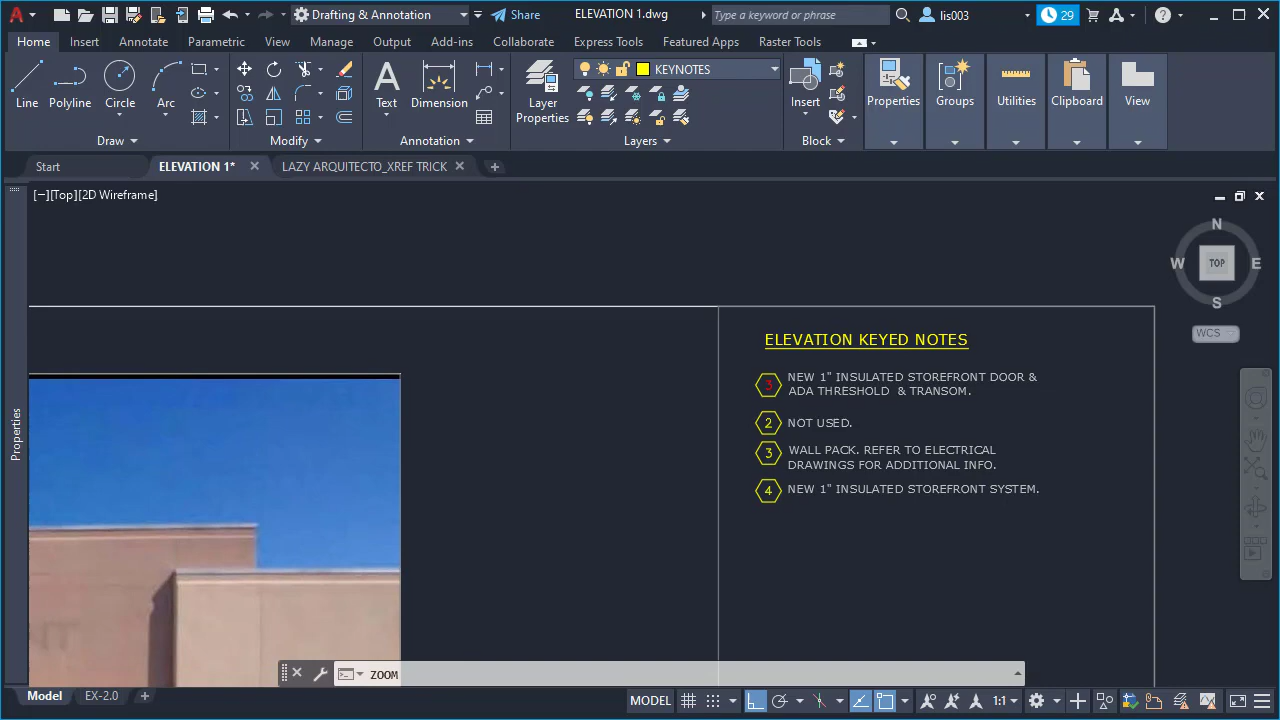 Drafting & Annotation
Share
ELEVATION 1.dwg
Type a keyword or phrase
lis003
29
Home
Insert
Annotate
Parametric
View
Manage
Output
Add-ins
Collaborate
Express Tools
Featured Apps
Raster Tools
KEYNOTES
Line
Polyline
Circle
Arc
Text
Dimension
Layer
Properties
Insert
Properties
Groups
Utilities
Clipboard
View
Draw
Modify
Annotation
Layers
Block
Start
ELEVATION 1*
LAZY ARQUITECTO_XREF TRICK
[−][Top][2D Wireframe]
N
W
TOP
E
S
WCS
Properties
ELEVATION KEYED NOTES
3 NEW 1" INSULATED STOREFRONT DOOR &
ADA THRESHOLD & TRANSOM.
2 NOT USED.
3 WALL PACK. REFER TO ELECTRICAL
DRAWINGS FOR ADDITIONAL INFO.
4 NEW 1" INSULATED STOREFRONT SYSTEM.
ZOOM
Model
EX-2.0
MODEL
1:1